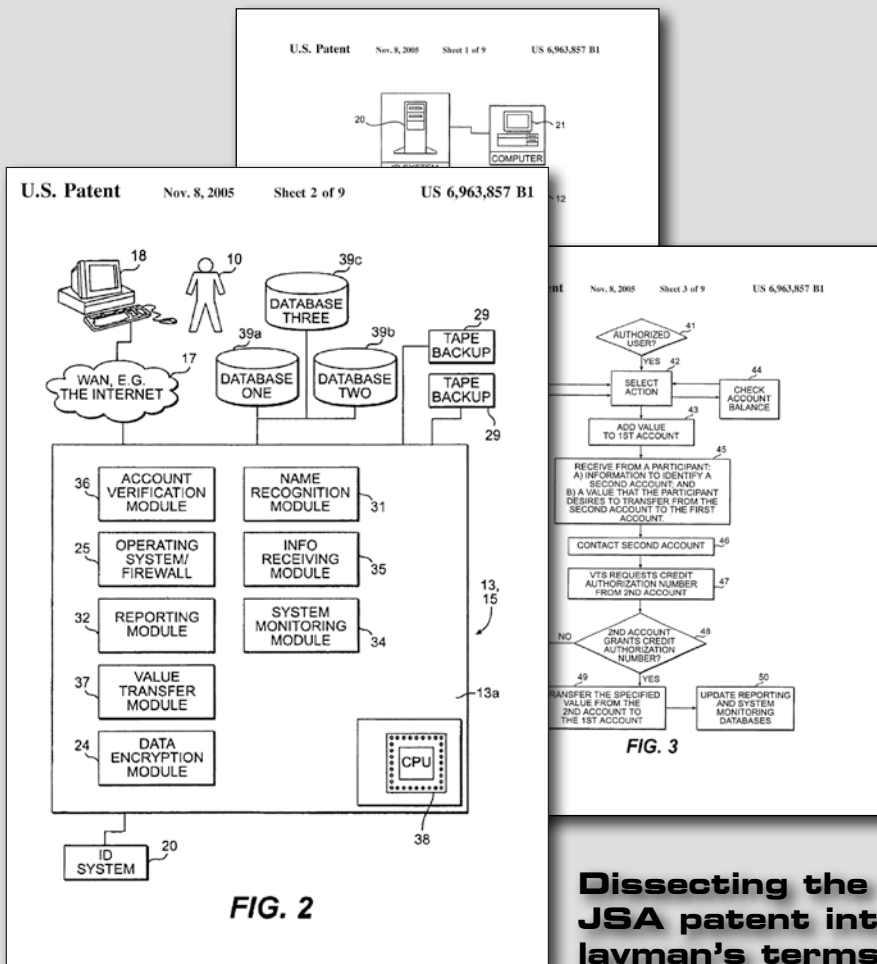 U.S. Patent Nov. 8, 2005 Sheet 1 of 9 US 6,963,857 B1
20
21
COMPUTER
12
U.S. Patent Nov. 8, 2005 Sheet 2 of 9 US 6,963,857 B1
18
10
39c
DATABASE
THREE
39a
39b
29
TAPE
BACKUP
17
WAN, E.G.
THE INTERNET
DATABASE
ONE
DATABASE
TWO
TAPE
BACKUP
29
36
ACCOUNT
VERIFICATION
MODULE
NAME
RECOGNITION
MODULE
31
25
OPERATING
SYSTEM/
FIREWALL
INFO
RECEIVING
MODULE
35
32
REPORTING
MODULE
SYSTEM
MONITORING
MODULE
34
13,
15
37
VALUE
TRANSFER
MODULE
13a
24
DATA
ENCRYPTION
MODULE
CPU
38
ID
SYSTEM
20
FIG. 2
Nov. 8, 2005 Sheet 3 of 9 US 6,963,857 B1
41
AUTHORIZED
USER?
YES
42
SELECT
ACTION
44
CHECK
ACCOUNT
BALANCE
43
ADD VALUE
TO 1ST ACCOUNT
45
RECEIVE FROM A PARTICIPANT:
A) INFORMATION TO IDENTIFY A
SECOND ACCOUNT; AND
B) A VALUE THAT THE PARTICIPANT
DESIRES TO TRANSFER FROM THE
SECOND ACCOUNT TO THE FIRST
ACCOUNT.
CONTACT SECOND ACCOUNT
46
VTS REQUESTS CREDIT
AUTHORIZATION NUMBER
FROM 2ND ACCOUNT
47
NO
2ND ACCOUNT
GRANTS CREDIT
AUTHORIZATION
NUMBER?
48
YES
49
50
TRANSFER THE SPECIFIED
VALUE FROM THE
2ND ACCOUNT TO
THE 1ST ACCOUNT
UPDATE REPORTING
AND SYSTEM
MONITORING
DATABASES
FIG. 3
Dissecting the
JSA patent int
layman's terms